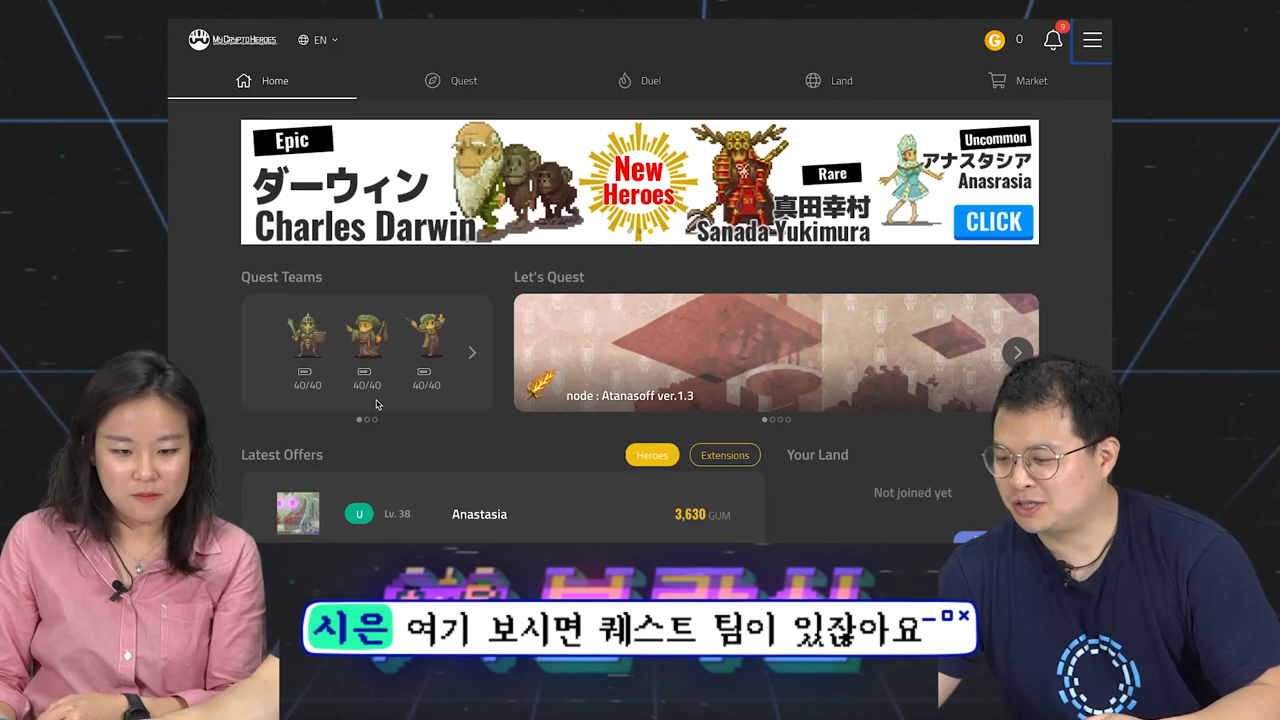 MYCRYPTOHEROES
EN
G 0
9
Home
Quest
Duel
Land
Market
Epic
ダーウィン
Charles Darwin
New
Heroes
Rare
真田幸村
Sanada Yukimura
Uncommon
アナスタシア
Anasrasia
CLICK
Quest Teams
40/40
40/40
40/40
Let's Quest
node : Atanasoff ver.1.3
Latest Offers
Heroes
Extensions
U
Lv. 38
Anastasia
3,630 GUM
Your Land
Not joined yet
시은 여기 보시면 퀘스트 팀이 있잖아요